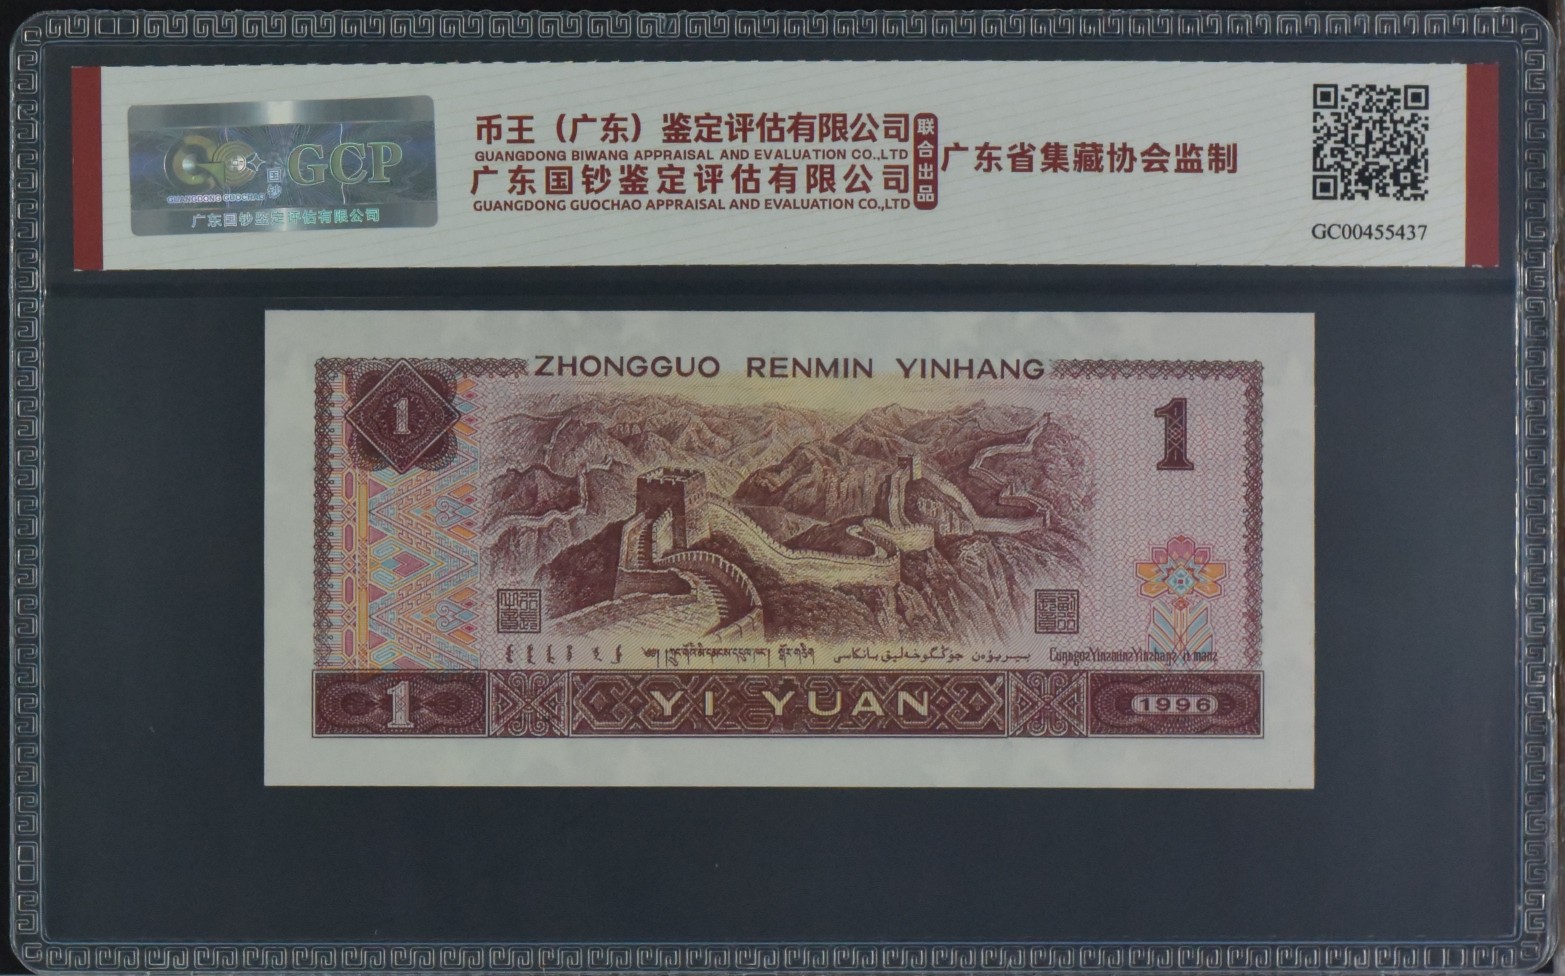 GCP
国钞
GUANGDONG GUOCHAO
广东国钞鉴定评估有限公司
币王（广东）鉴定评估有限公司
GUANGDONG BIWANG APPRAISAL AND EVALUATION CO.,LTD
广东国钞鉴定评估有限公司
GUANGDONG GUOCHAO APPRAISAL AND EVALUATION CO.,LTD
联合出品
广东省集藏协会监制
GC00455437
ZHONGGUO RENMIN YINHANG
1
1
بيربۈەن جۇڭگوخەلىق بانكاسى
1
YI YUAN
1996